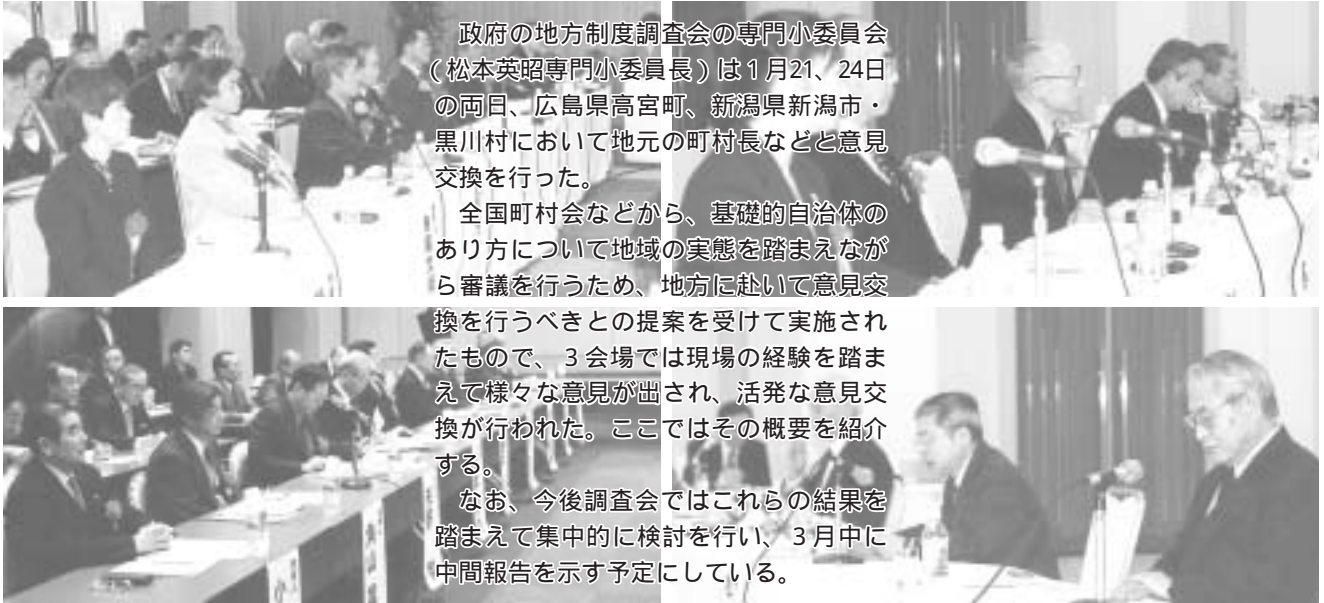 政府の地方制度調査会の専門小委員会
(松本英昭専門小委員長)は1月21、24日
の両日、広島県高宮町、新潟県新潟市・
黒川村において地元の町村長などと意見
交換を行った。
全国町村会などから、基礎的自治体の
あり方について地域の実態を踏まえなが
ら審議を行うため、地方に赴いて意見交
換を行うべきとの提案を受けて実施され
たもので、3会場では現場の経験を踏ま
えて様々な意見が出され、活発な意見交
換が行われた。ここではその概要を紹介
する。
なお、今後調査会ではこれらの結果を
踏まえて集中的に検討を行い、3月中に
中間報告を示す予定にしている。